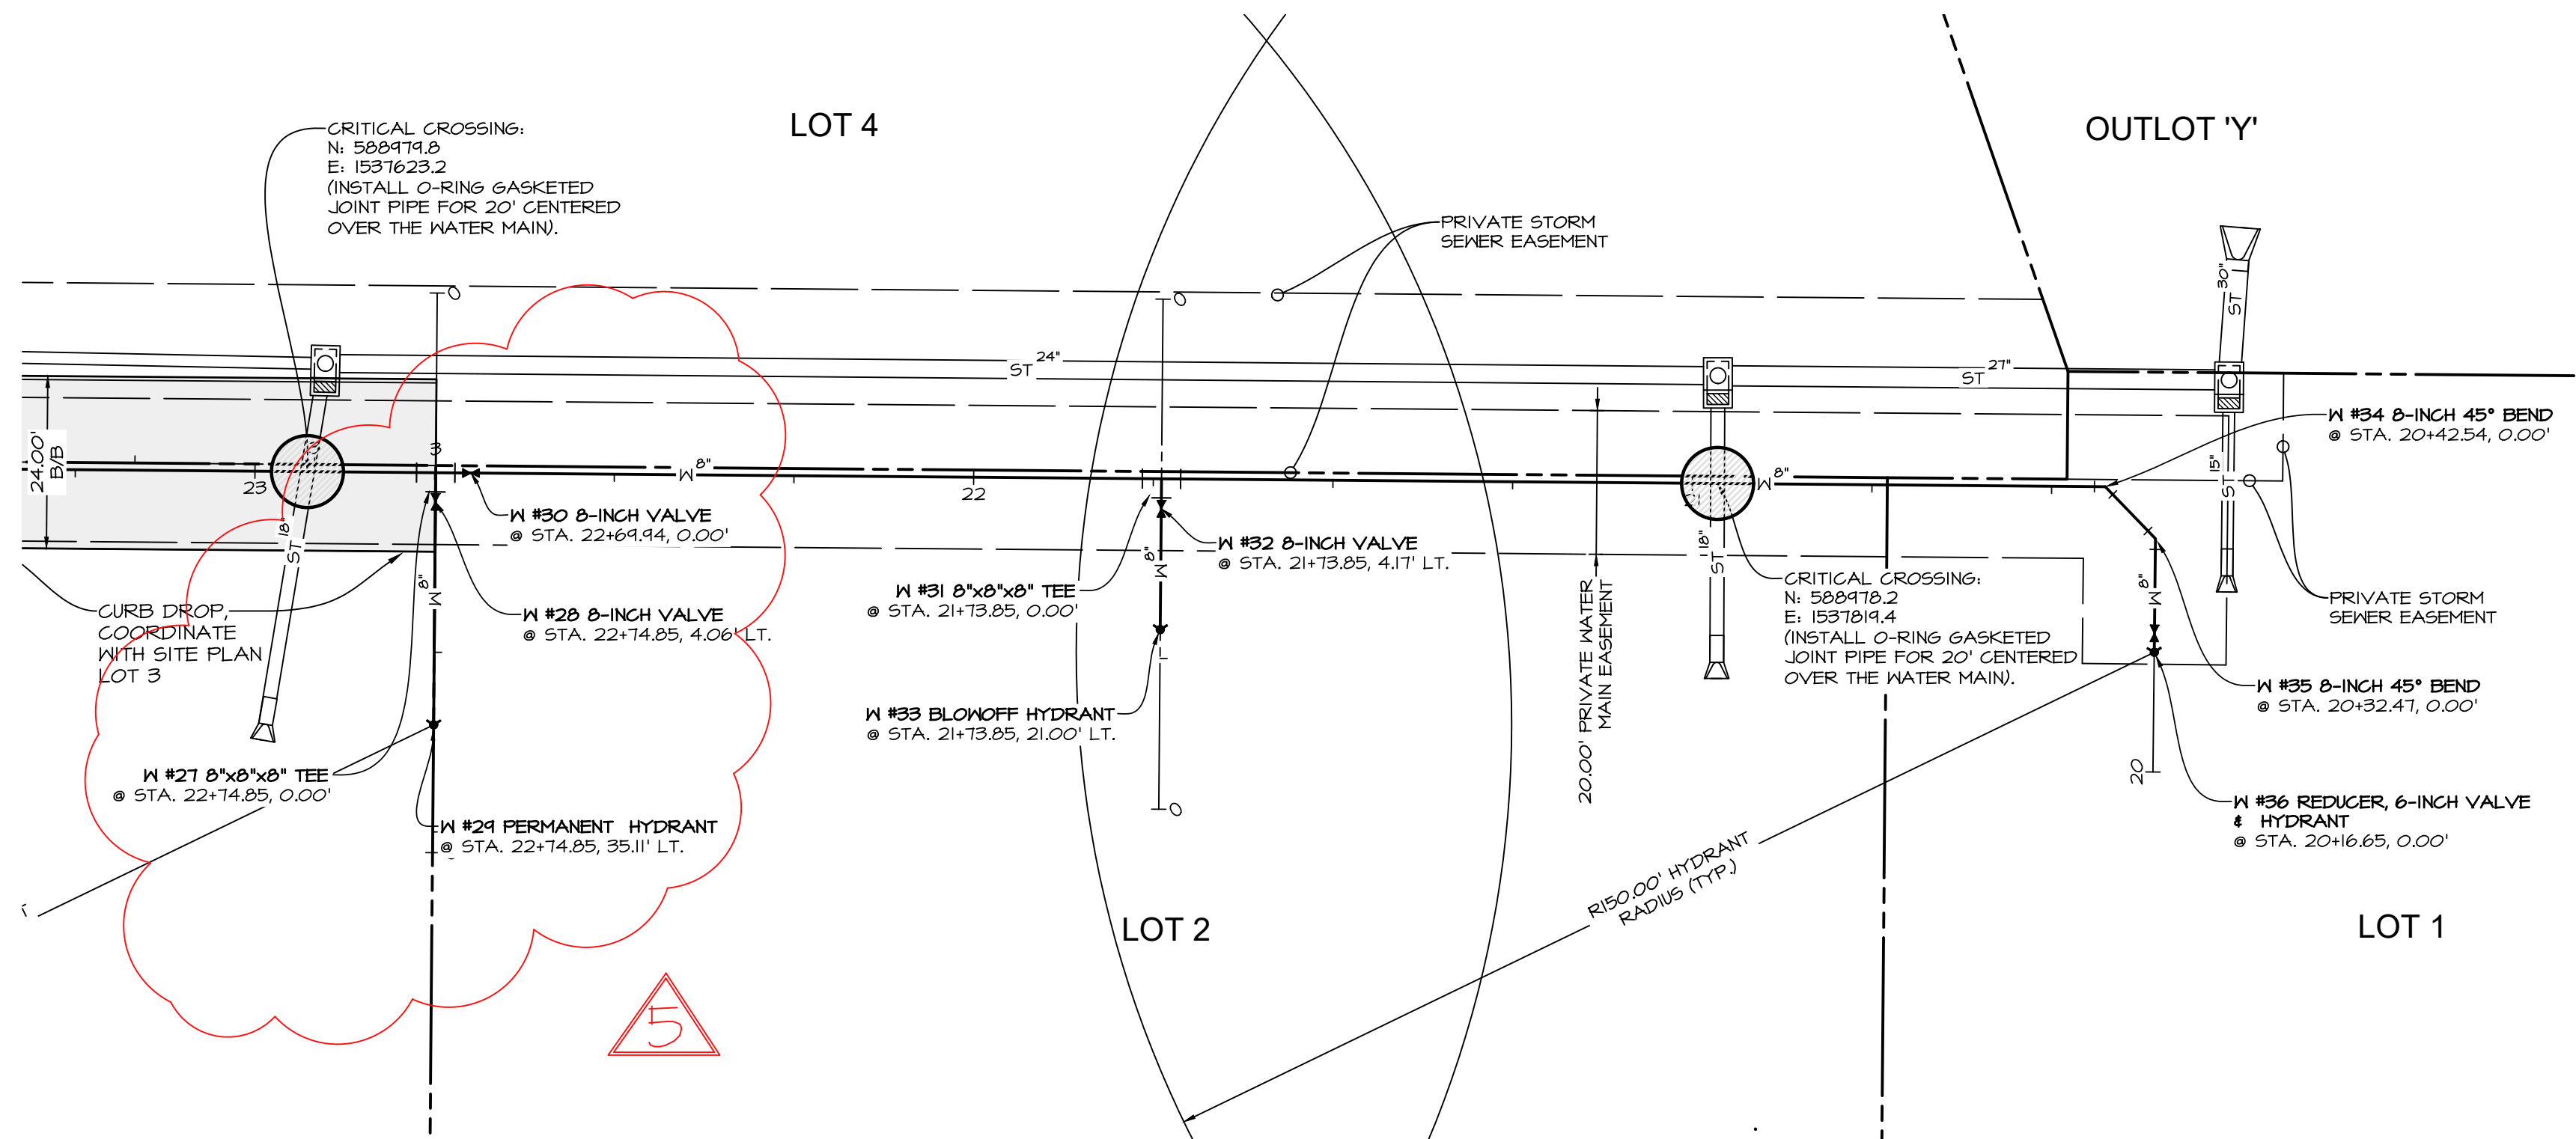 LOT 4
OUTLOT 'Y'
CRITICAL CROSSING:
N: 588979.8
E: 1537623.2
(INSTALL O-RING GASKETED
JOINT PIPE FOR 20' CENTERED
OVER THE WATER MAIN).
PRIVATE STORM
SEWER EASEMENT
30"
ST
0
0
24"
ST
27"
ST
24.00'
B/B
3
23
W 8"
22
W 8"
W #34 8-INCH 45° BEND
@ STA. 20+42.54, 0.00'
15"
ST
W #30 8-INCH VALVE
@ STA. 22+69.94, 0.00'
ST 18"
W #32 8-INCH VALVE
@ STA. 21+73.85, 4.17' LT.
ST 18"
W 8"
W 8"
W 8"
W #31 8"x8"x8" TEE
@ STA. 21+73.85, 0.00'
CRITICAL CROSSING:
N: 588978.2
E: 1537819.4
(INSTALL O-RING GASKETED
JOINT PIPE FOR 20' CENTERED
OVER THE WATER MAIN).
PRIVATE STORM
SEWER EASEMENT
CURB DROP,
COORDINATE
WITH SITE PLAN
LOT 3
W #28 8-INCH VALVE
@ STA. 22+74.85, 4.06' LT.
20.00' PRIVATE WATER
MAIN EASEMENT
W #33 BLOWOFF HYDRANT
@ STA. 21+73.85, 21.00' LT.
W #35 8-INCH 45° BEND
@ STA. 20+32.47, 0.00'
W #27 8"x8"x8" TEE
@ STA. 22+74.85, 0.00'
20
0
W #29 PERMANENT HYDRANT
@ STA. 22+74.85, 35.11' LT.
W #36 REDUCER, 6-INCH VALVE
& HYDRANT
@ STA. 20+16.65, 0.00'
R150.00' HYDRANT
RADIUS (TYP.)
LOT 2
LOT 1
5